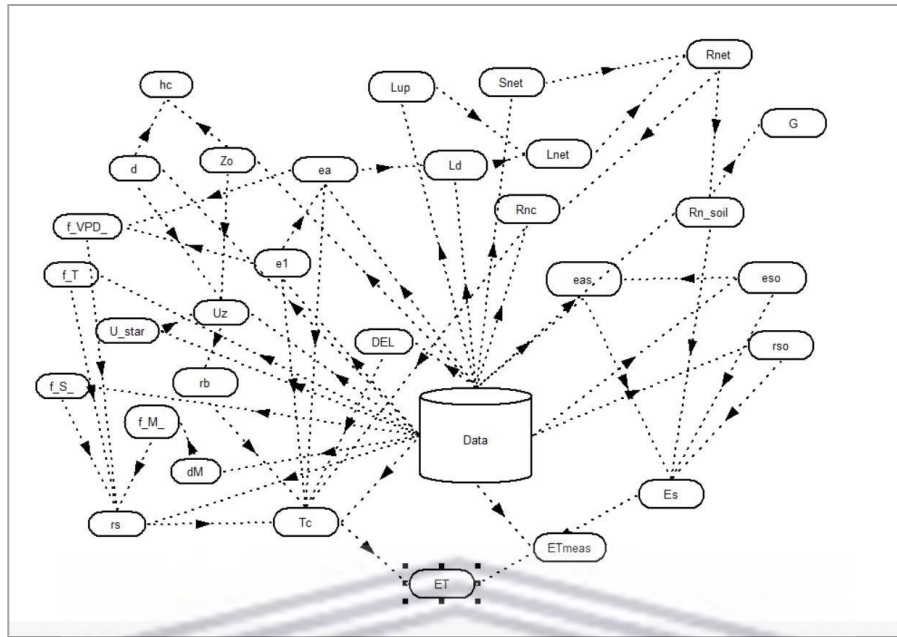 Rnet
hc
Lup
Snet
G
d
Zo
ea
Ld
Lnet
Rnc
Rn_soil
f_VPD_
e1
f_T
eas
eso
Uz
U_star
DEL
rso
rb
f_S_
f_M_
Data
dM
Es
rs
Tc
ETmeas
ET